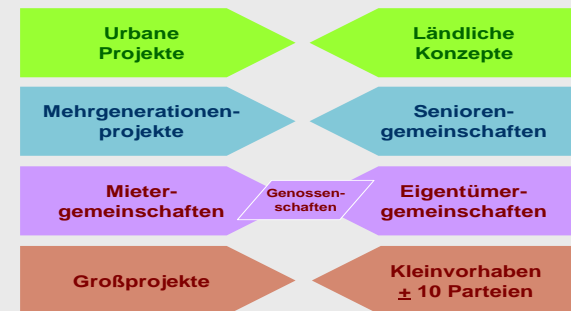 Urbane
Projekte
Ländliche
Konzepte
Mehrgenerationen-
projekte
Senioren-
gemeinschaften
Mieter-
gemeinschaften
Genossen-
schaften
Eigentümer-
gemeinschaften
Großprojekte
Kleinvorhaben
± 10 Parteien